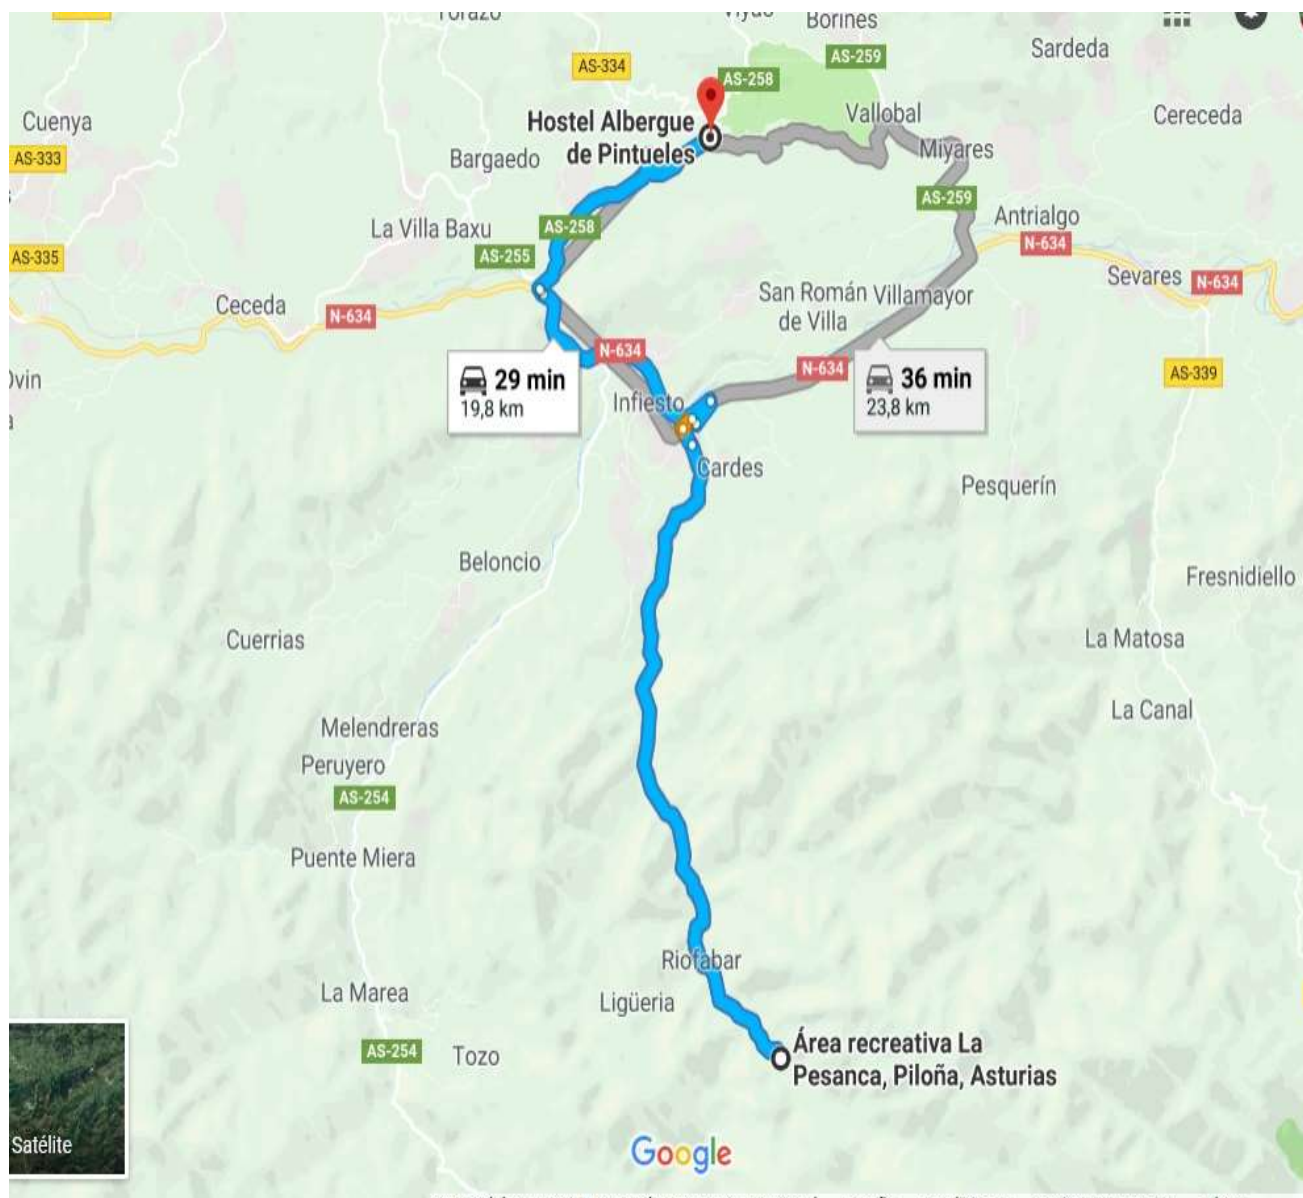 Torazo
Borines
Sardeda
AS-334
AS-259
AS-258
Cuenya
Hostel Albergue
de Pintueles
Vallobal
Cereceda
AS-333
Bargaedo
Miyares
AS-259
La Villa Baxu
AS-258
Antrialgo
AS-335
AS-255
N-634
Ceceda
N-634
San Román
de Villa
Villamayor
Sevares
N-634
N-634
29 min
19,8 km
Infiesto
N-634
36 min
23,8 km
AS-339
Cardes
Pesquerín
Beloncio
Fresnidiello
Cuerrias
La Matosa
Melendreras
La Canal
Peruyero
AS-254
Puente Miera
Riofabar
La Marea
Ligüeria
AS-254
Tozo
Área recreativa La
Pesanca, Piloña, Asturias
Satélite
Google